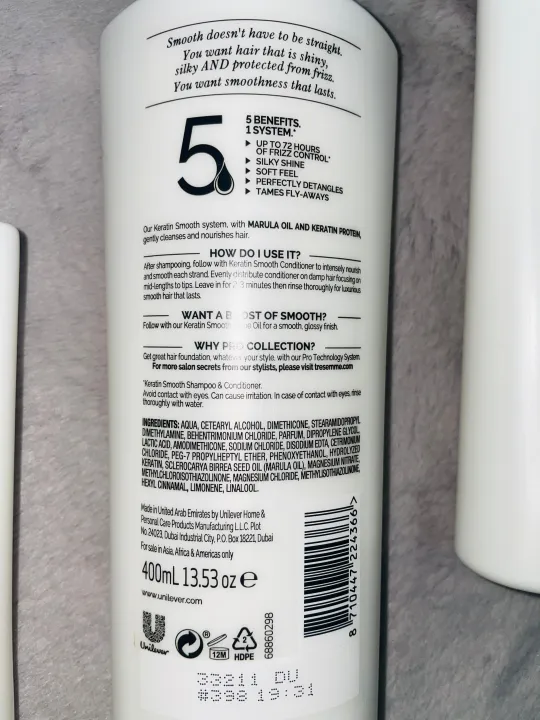 Smooth doesn't have to be straight.
You want hair that is shiny,
silky AND protected from frizz.
You want smoothness that lasts.
5
5 BENEFITS.
1 SYSTEM.*
UP TO 72 HOURS
OF FRIZZ CONTROL*
SILKY SHINE
SOFT FEEL
PERFECTLY DETANGLES
TAMES FLY-AWAYS
Our Keratin Smooth system, with MARULA OIL AND KERATIN PROTEIN,
gently cleanses and nourishes hair.
HOW DO I USE IT?
After shampooing, follow with Keratin Smooth Conditioner to intensely nourish
and smooth each strand. Evenly distribute conditioner on damp hair focusing on
mid-lengths to tips. Leave in for 3 minutes then rinse thoroughly for luxurious
smooth hair that lasts.
WANT A B ST OF SMOOTH?
Follow with our Keratin Smooth Oil for a smooth, glossy finish.
WHY PRO COLLECTION?
Get great hair foundation, whatever your style, with our Pro Technology System.
For more salon secrets from our stylists, please visit tresemme.com
*Keratin Smooth Shampoo & Conditioner.
Avoid contact with eyes. Can cause irritation. In case of contact with eyes, rinse
thoroughly with water.
INGREDIENTS: AQUA, CETEARYL ALCOHOL, DIMETHICONE, STEARAMIDOPROPYL
DIMETHYLAMINE, BEHENTRIMONIUM CHLORIDE, PARFUM, DIPROPYLENE GLYCOL,
LACTIC ACID, AMODIMETHICONE, SODIUM CHLORIDE, DISODIUM EDTA, CETRIMONIUM
CHLORIDE, PEG-7 PROPYLHEPTYL ETHER, PHENOXYETHANOL, HYDROLYZED
KERATIN, SCLEROCARYA BIRREA SEED OIL (MARULA OIL), MAGNESIUM NITRATE,
METHYLCHLOROISOTHIAZOLINONE, MAGNESIUM CHLORIDE, METHYLISOTHIAZOLINONE,
HEXYL CINNAMAL, LIMONENE, LINALOOL.
Made in United Arab Emirates by Unilever Home &
Personal Care Products Manufacturing L.L.C. Plot
No. 24023, Dubai Industrial City, P.O. Box 18221, Dubai
For sale in Asia, Africa & Americas only
400mL 13.53 oz e
www.unilever.com
8 710447 224366 >
Unilever
12M
2
HDPE
68860298
33211 DU
#398 19:31